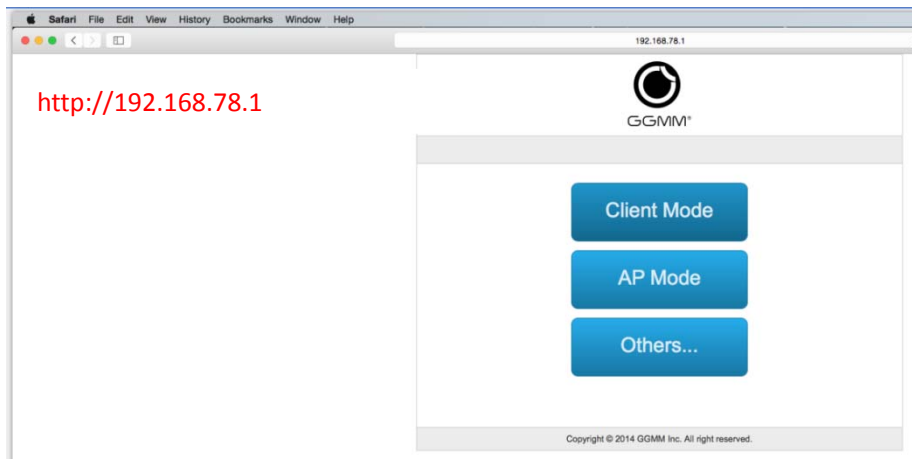 Safari File Edit View History Bookmarks Window Help
192.168.78.1
http://192.168.78.1
GGMM®
Client Mode
AP Mode
Others...
Copyright © 2014 GGMM Inc. All right reserved.